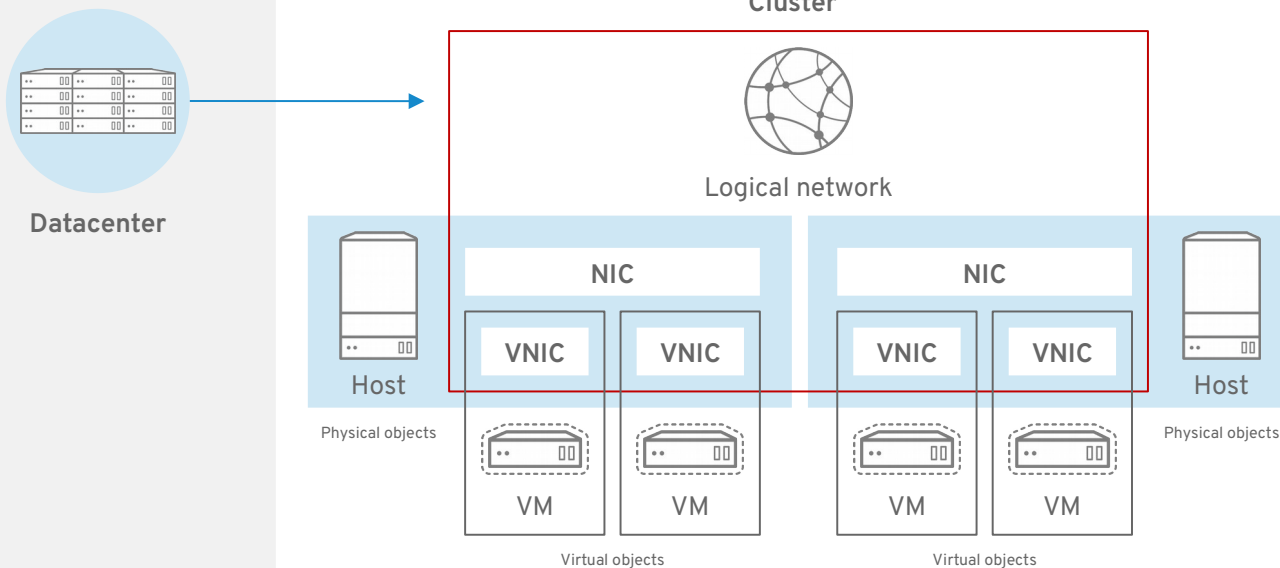 Cluster
Datacenter
Logical network
NIC
NIC
VNIC
VNIC
VNIC
VNIC
Host
Host
Physical objects
Physical objects
VM
VM
VM
VM
Virtual objects
Virtual objects